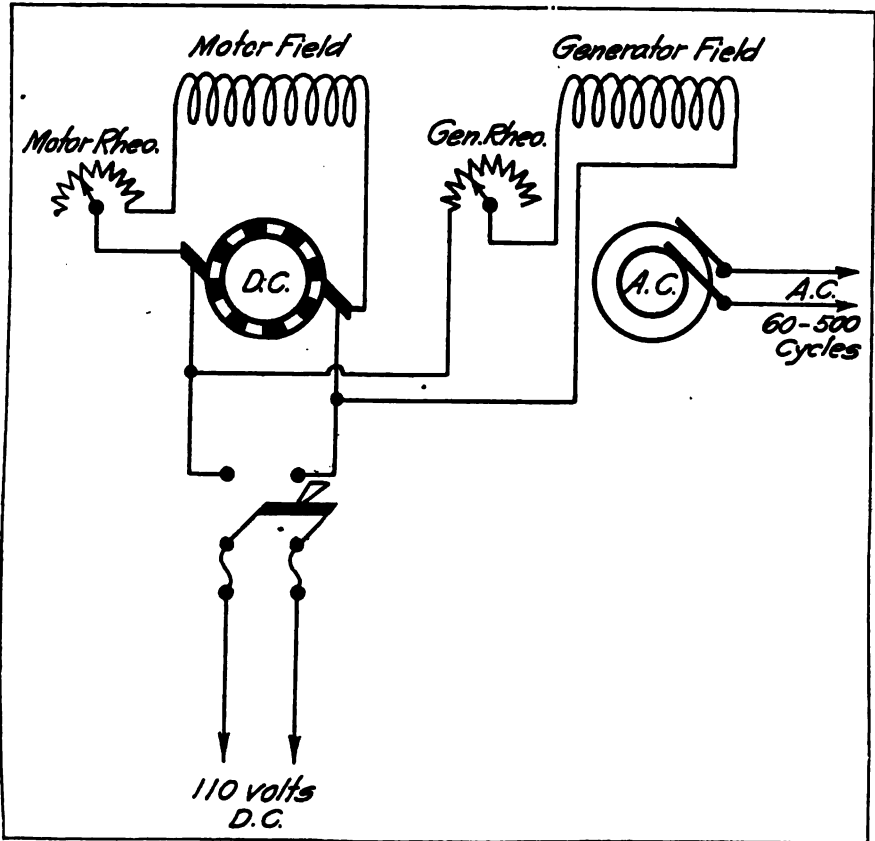 Motor Field
Generator Field
Motor Rheo.
Gen. Rheo.
D.C.
A.C.
A.C.
60-500
Cycles
110 volts
D.C.